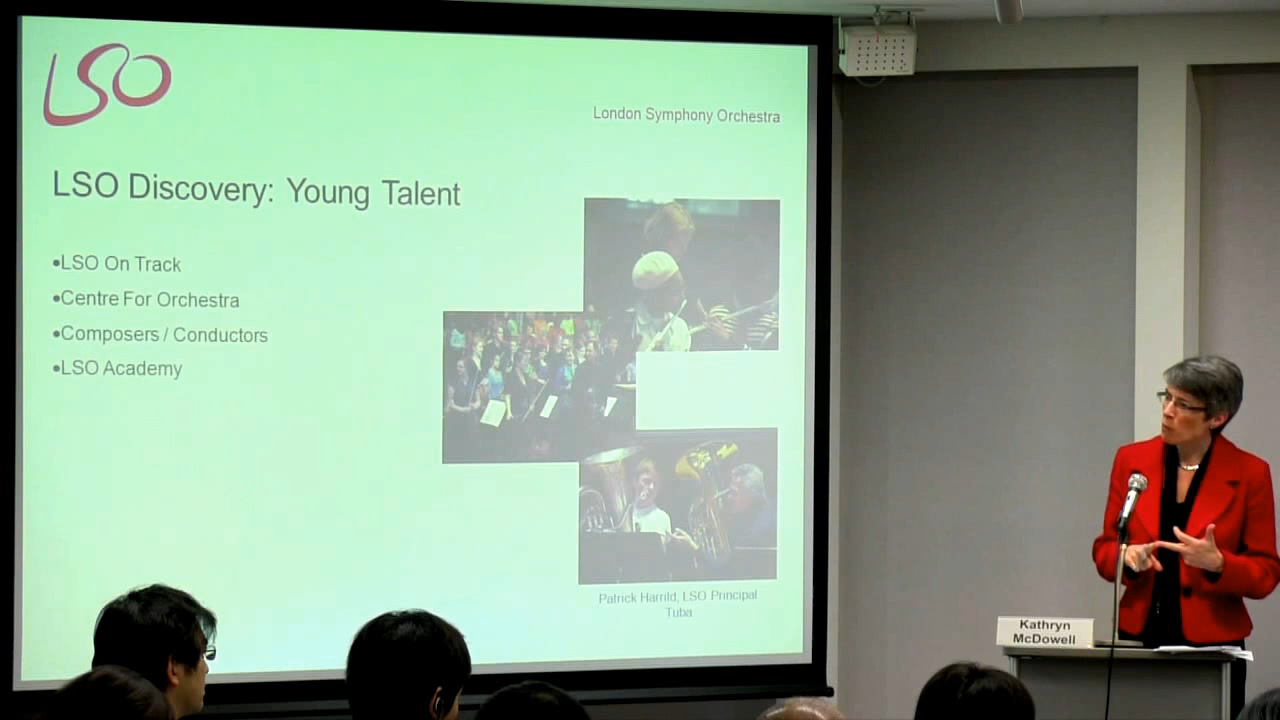 LSO
London Symphony Orchestra
LSO Discovery: Young Talent
•LSO On Track
•Centre For Orchestra
•Composers / Conductors
•LSO Academy
Patrick Harrild, LSO Principal
Tuba
Kathryn
McDowell